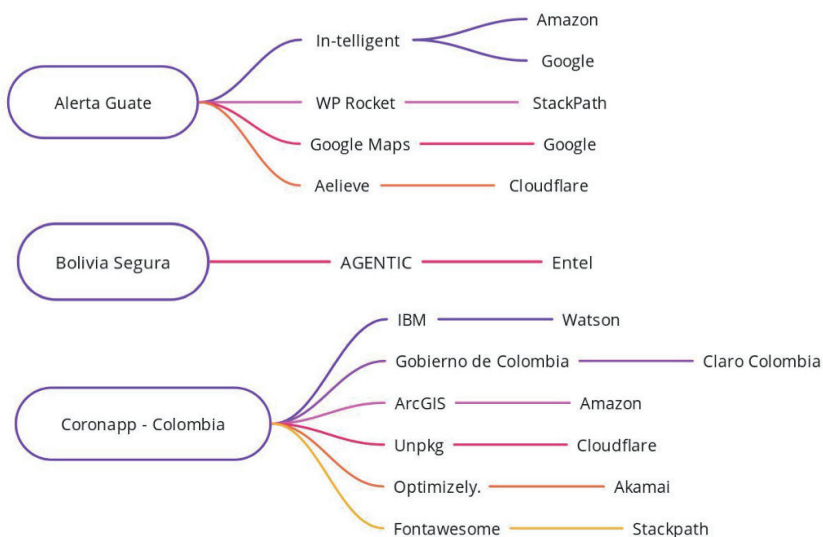 Alerta Guate
In-telligent
Amazon
Google
WP Rocket
StackPath
Google Maps
Google
Aelieve
Cloudflare
Bolivia Segura
AGENTIC
Entel
Coronapp - Colombia
IBM
Watson
Gobierno de Colombia
Claro Colombia
ArcGIS
Amazon
Unpkg
Cloudflare
Optimizely.
Akamai
Fontawesome
Stackpath